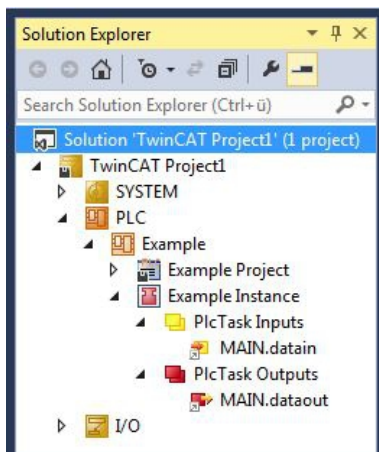 Solution Explorer
Search Solution Explorer (Ctrl+ü)
Solution 'TwinCAT Project1' (1 project)
TwinCAT Project1
SYSTEM
PLC
Example
Example Project
Example Instance
PlcTask Inputs
MAIN.datain
PlcTask Outputs
MAIN.dataout
I/O